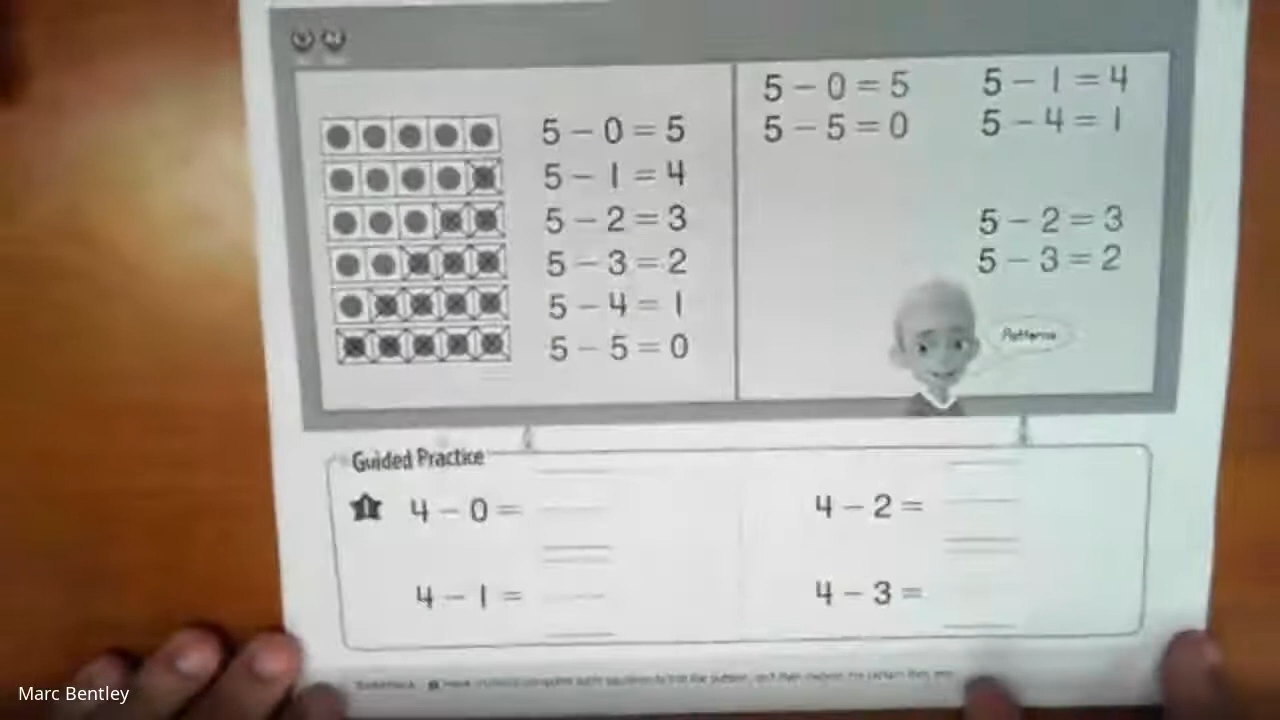 5 - 0 = 5
5 - 1 = 4
5 - 2 = 3
5 - 3 = 2
5 - 4 = 1
5 - 5 = 0
5 - 0 = 5
5 - 5 = 0
5 - 1 = 4
5 - 4 = 1
5 - 2 = 3
5 - 3 = 2
Patterns
Guided Practice
1 4 - 0 =
4 - 1 =
4 - 2 =
4 - 3 =
Marc Bentley